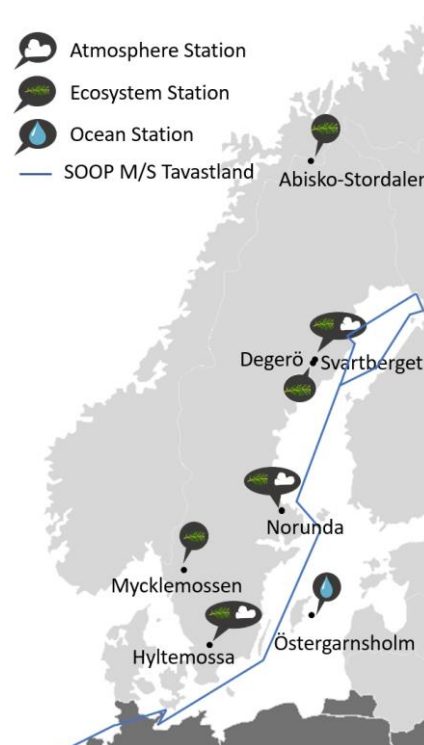 Atmosphere Station
Ecosystem Station
Ocean Station
SOOP M/S Tavastland
Abisko-Stordalen
Degerö
Svartberget
Norunda
Mycklemossen
Hyltemossa
Östergarnsholm